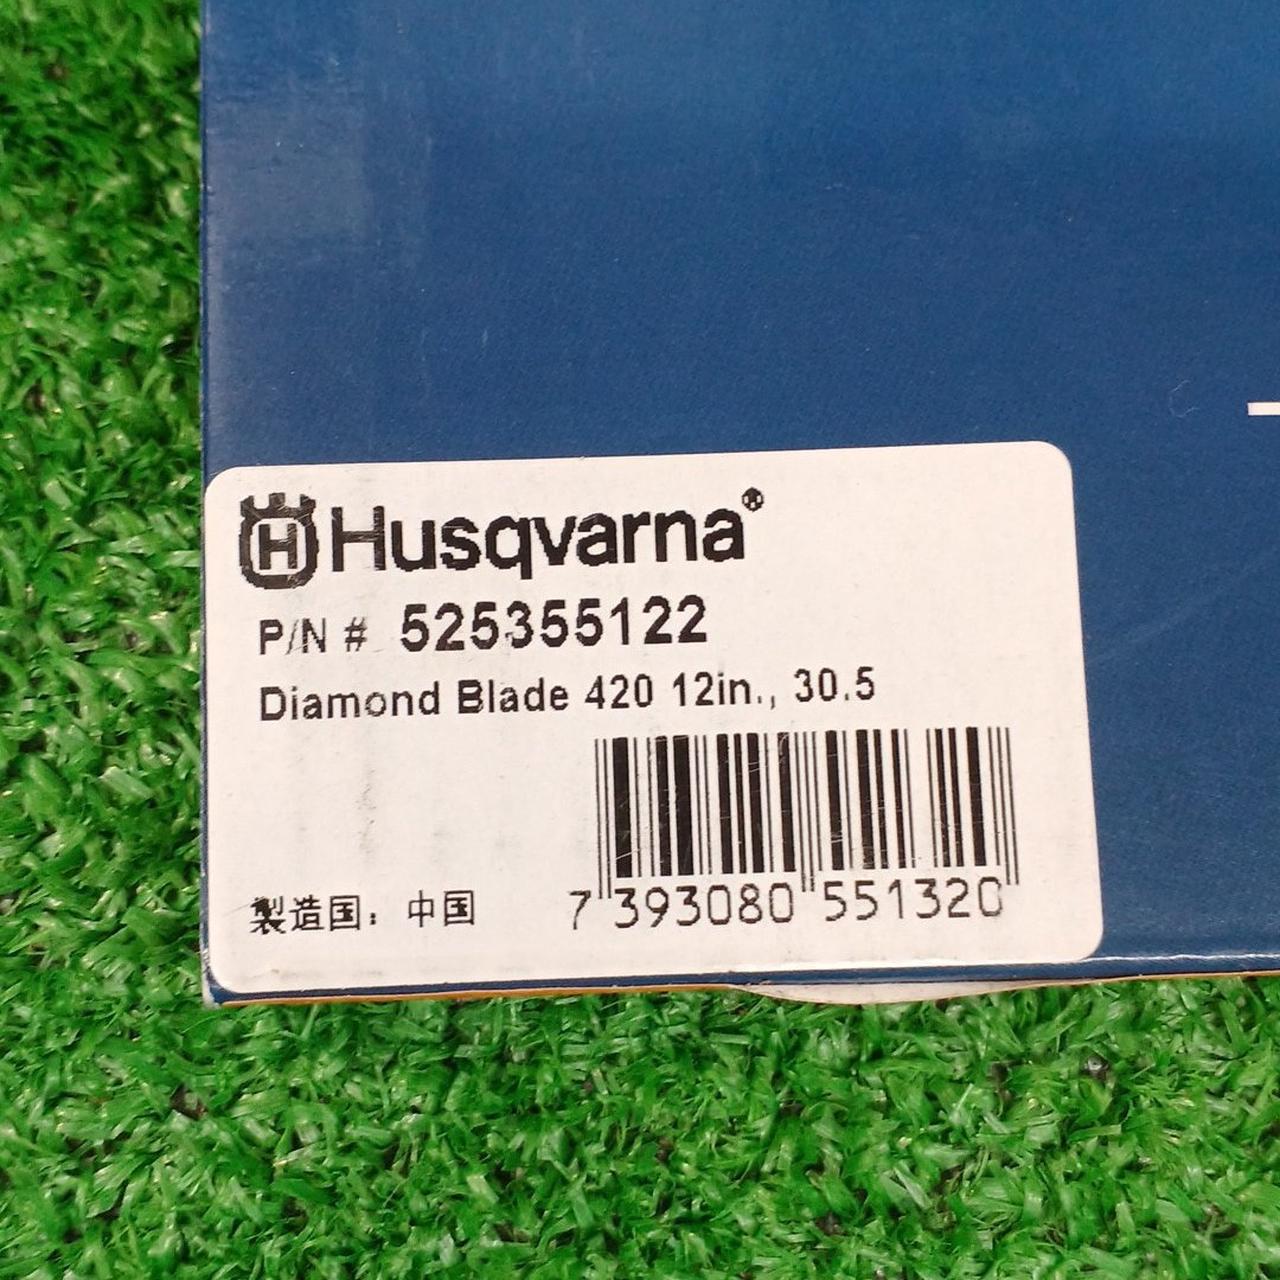 Husqvarna®
P/N # 525355122
Diamond Blade 420 12in., 30.5
製造国: 中国
7 393080 551320